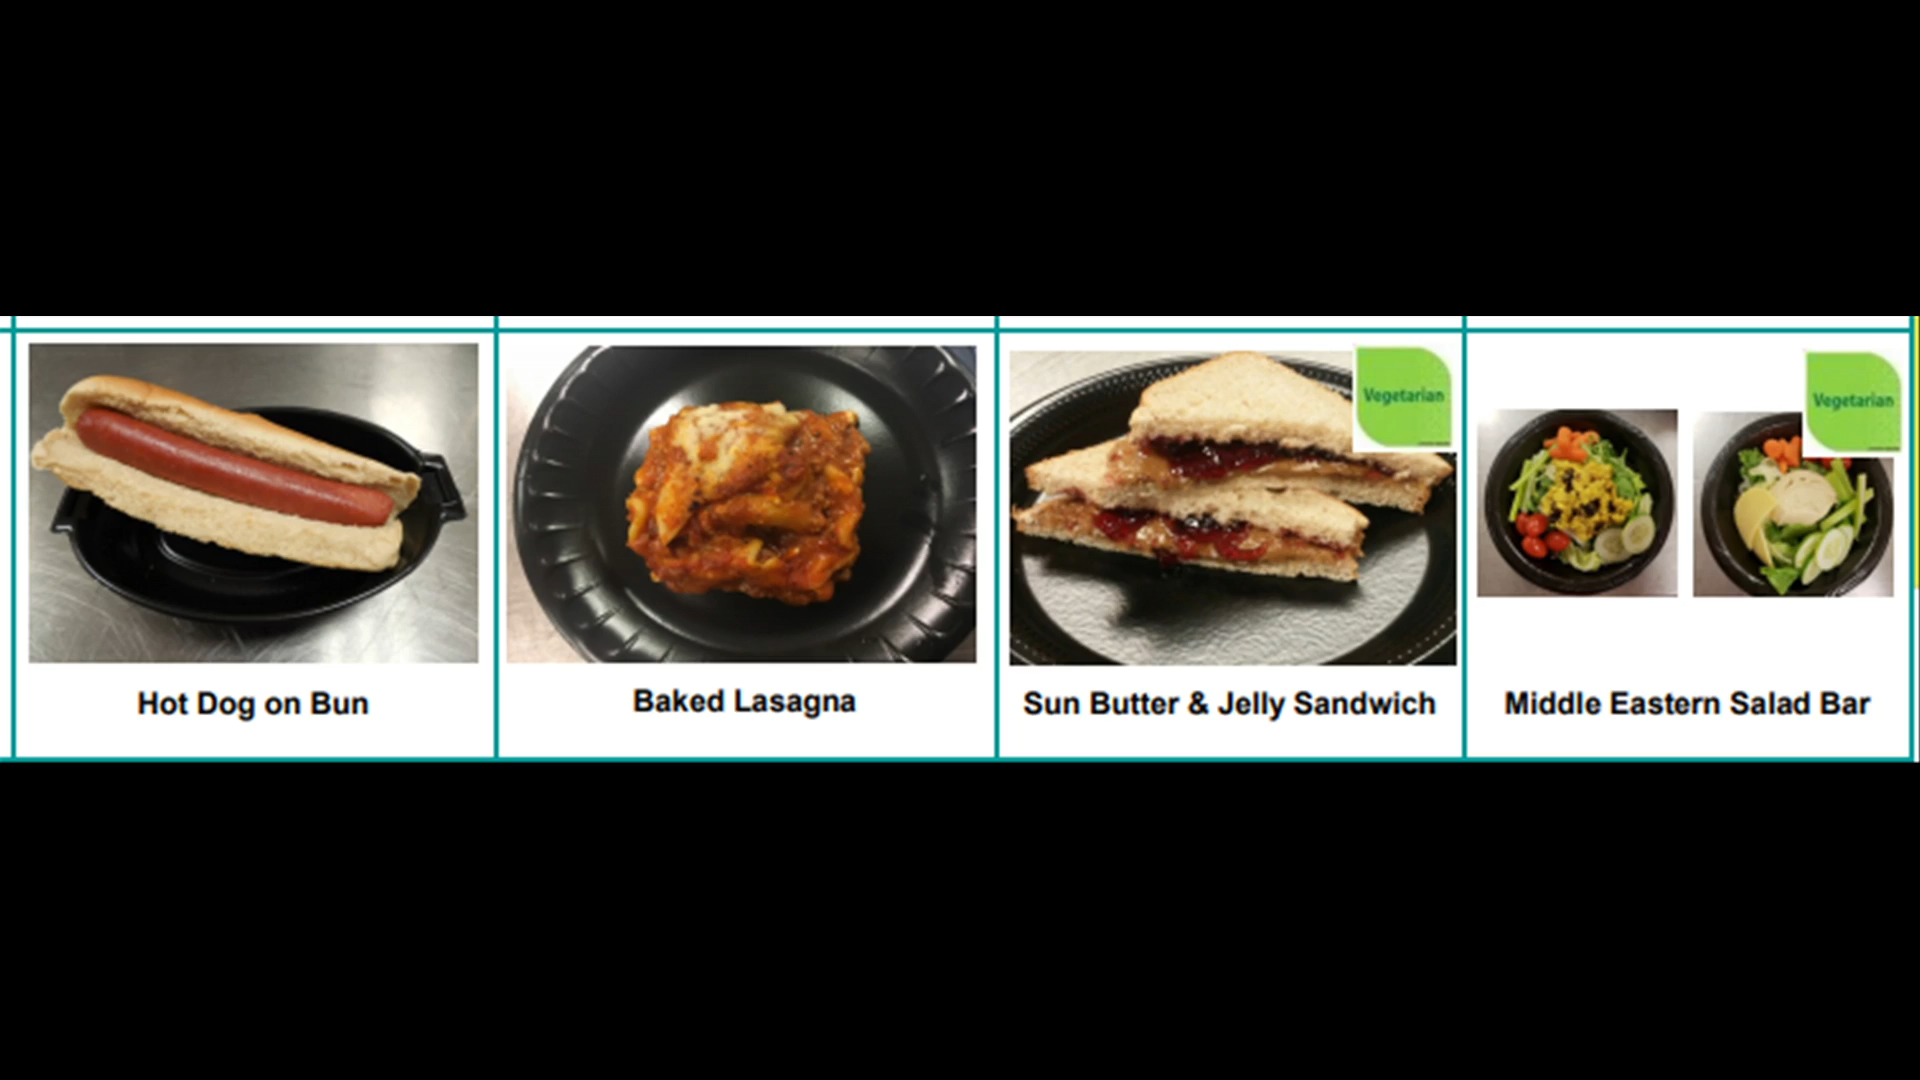 Vegetarian
Vegetarian
Hot Dog on Bun
Baked Lasagna
Sun Butter & Jelly Sandwich
Middle Eastern Salad Bar